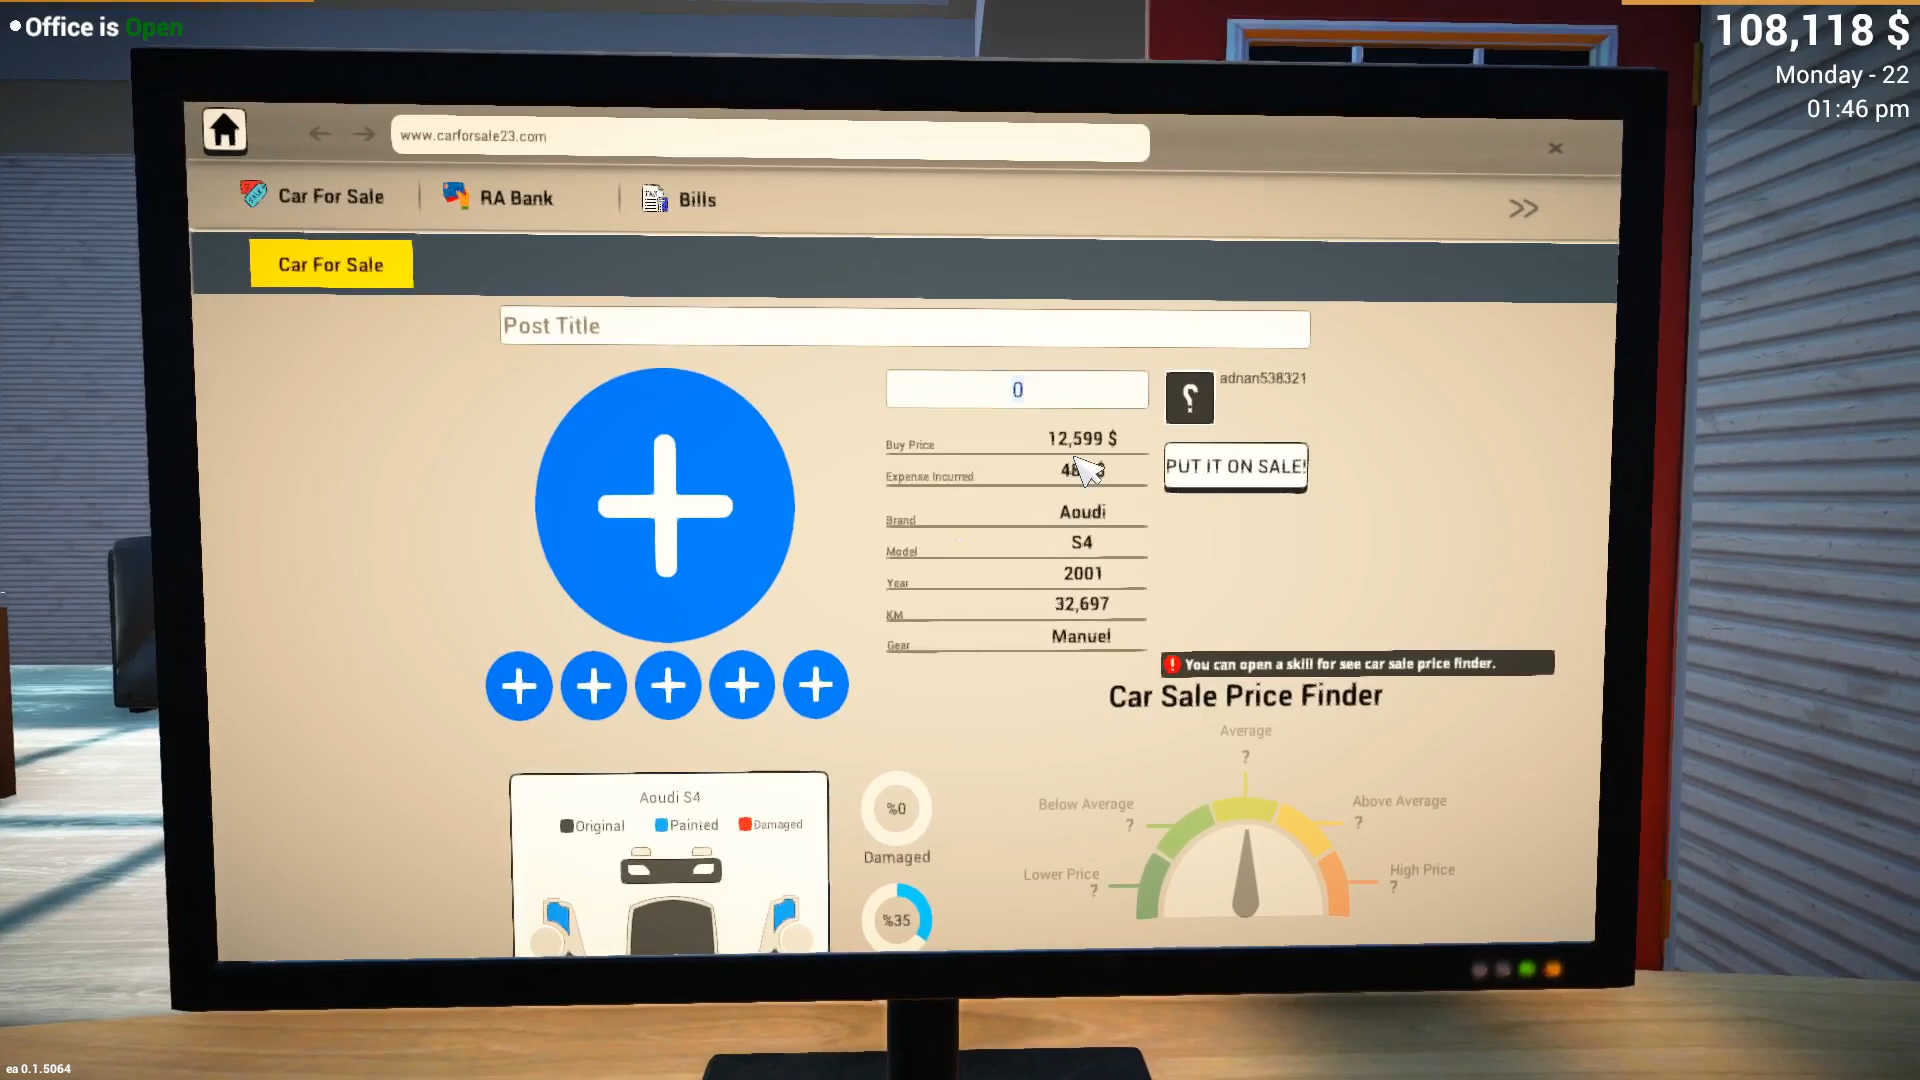 Office is Open
108,118 $
Monday - 22
01:46 pm
www.carforsale23.com
Car For Sale
RA Bank
Bills
Car For Sale
Post Title
0
adnan538321
Buy Price 12,599 $
PUT IT ON SALE!
Expense Incurred
Brand Aoudi
Model S4
Year 2001
KM 32,697
Gear Manuel
You can open a skill for see car sale price finder.
Car Sale Price Finder
Average
?
Below Average
?
Above Average
?
Lower Price
?
High Price
?
Aoudi S4
Original Painted Damaged
%0
Damaged
%35
ea 0.1.5064